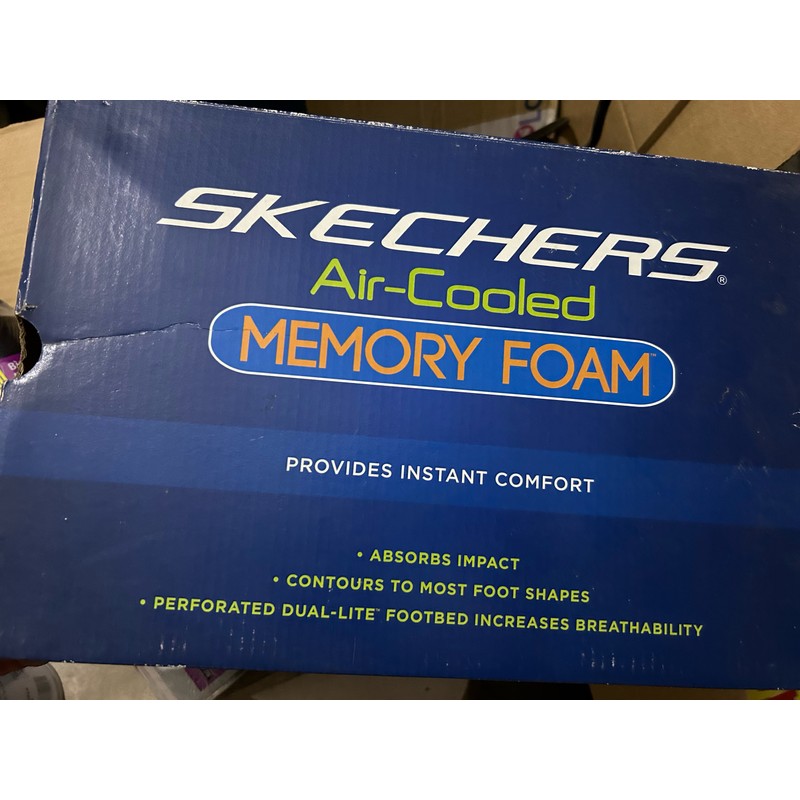 SKECHERS®
Air-Cooled
MEMORY FOAM™
PROVIDES INSTANT COMFORT
• ABSORBS IMPACT
• CONTOURS TO MOST FOOT SHAPES
• PERFORATED DUAL-LITE™ FOOTBED INCREASES BREATHABILITY